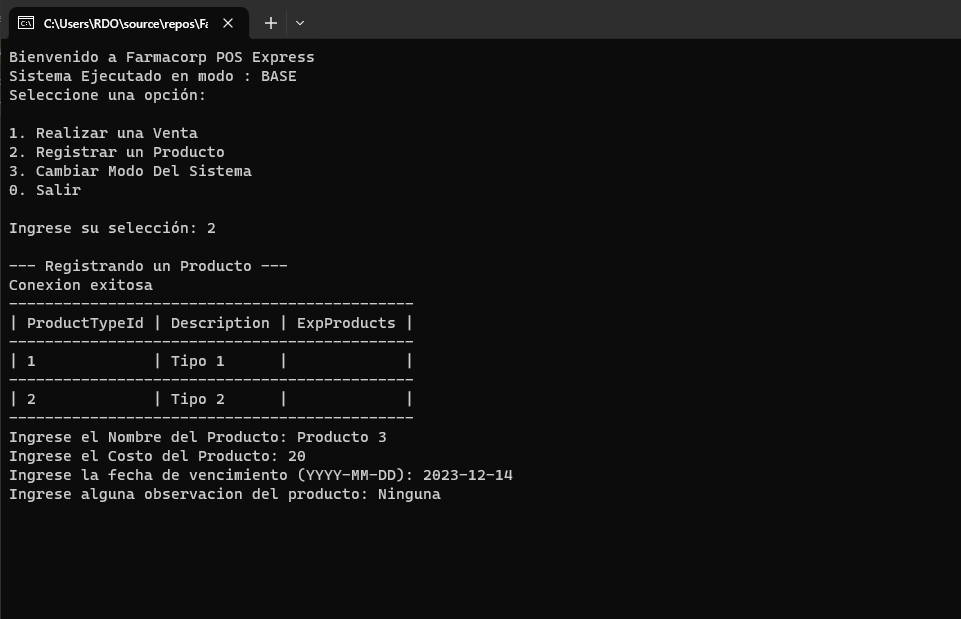 C:\Users\RDO\source\repos\Fa
Bienvenido a Farmacorp POS Express
Sistema Ejecutado en modo : BASE
Seleccione una opción:
1. Realizar una Venta
2. Registrar un Producto
3. Cambiar Modo Del Sistema
0. Salir
Ingrese su selección: 2
--- Registrando un Producto ---
Conexion exitosa
---------------------------------------------
| ProductTypeId | Description | ExpProducts |
---------------------------------------------
| 1             | Tipo 1      |             |
---------------------------------------------
| 2             | Tipo 2      |             |
---------------------------------------------
Ingrese el Nombre del Producto: Producto 3
Ingrese el Costo del Producto: 20
Ingrese la fecha de vencimiento (YYYY-MM-DD): 2023-12-14
Ingrese alguna observacion del producto: Ninguna